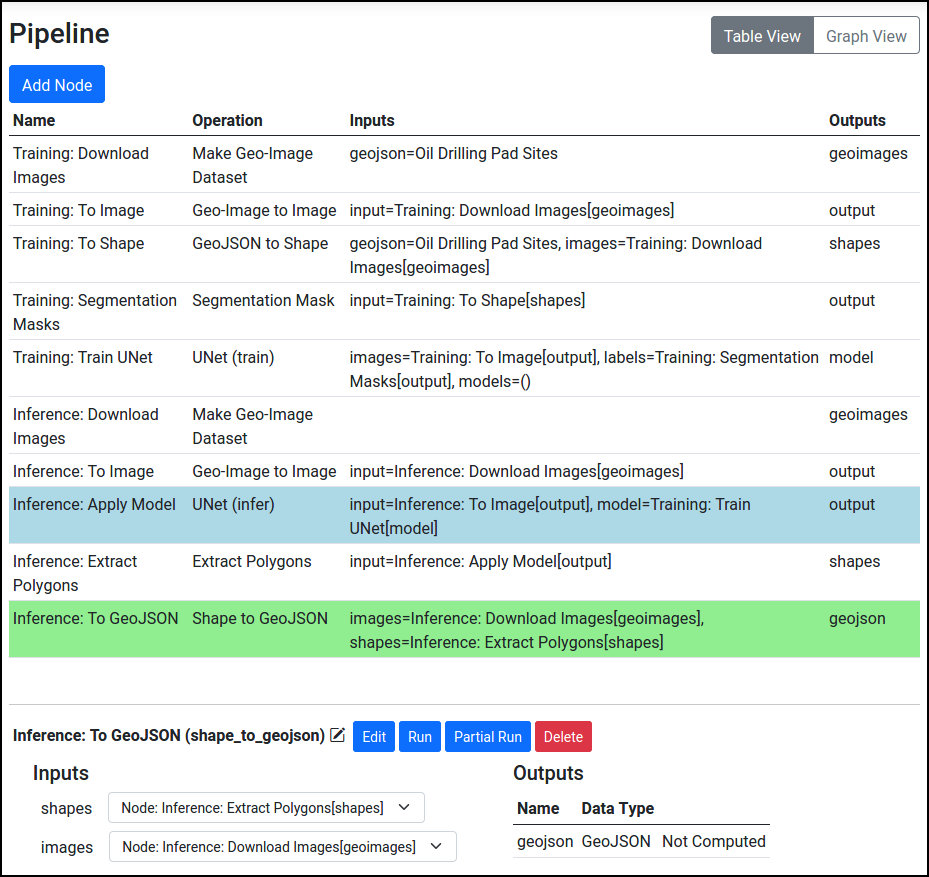 Pipeline
Table View Graph View
Add Node
Name Operation Inputs Outputs
Training: Download Make Geo-Image geojson=Oil Drilling Pad Sites geoimages
Images Dataset
Training: To Image Geo-Image to Image input=Training: Download Images[geoimages] output
Training: To Shape GeoJSON to Shape geojson=Oil Drilling Pad Sites, images=Training: Download shapes
Images[geoimages]
Training: Segmentation Segmentation Mask input=Training: To Shape[shapes] output
Masks
Training: Train UNet UNet (train) images=Training: To Image[output], labels=Training: Segmentation model
Masks[output], models=()
Inference: Download Make Geo-Image geoimages
Images Dataset
Inference: To Image Geo-Image to Image input=Inference: Download Images[geoimages] output
Inference: Apply Model UNet (infer) input=Inference: To Image[output], model=Training: Train output
UNet[model]
Inference: Extract Extract Polygons input=Inference: Apply Model[output] shapes
Polygons
Inference: To GeoJSON Shape to GeoJSON images=Inference: Download Images[geoimages], geojson
shapes=Inference: Extract Polygons[shapes]
Inference: To GeoJSON (shape_to_geojson) Edit Run Partial Run Delete
Inputs Outputs
shapes Node: Inference: Extract Polygons[shapes] Name Data Type
images Node: Inference: Download Images[geoimages] geojson GeoJSON Not Computed